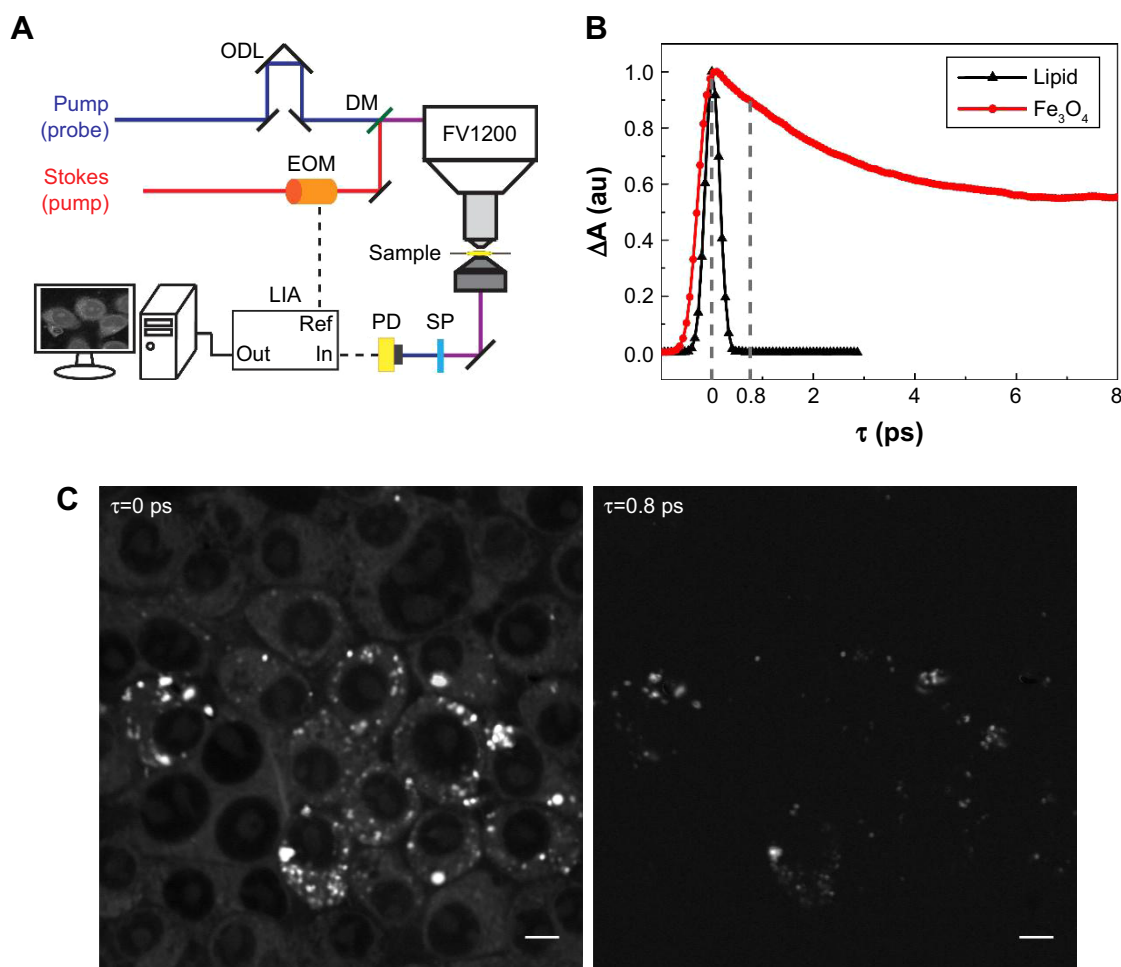 A
ODL
Pump
(probe)
DM
FV1200
EOM
Stokes
(pump)
Sample
LIA
Ref
PD
SP
Out
In
B
1.0
0.8
0.6
0.4
0.2
0.0
ΔA (au)
Lipid
Fe₃O₄
0
0.8
2
4
6
8
τ (ps)
C
τ=0 ps
τ=0.8 ps